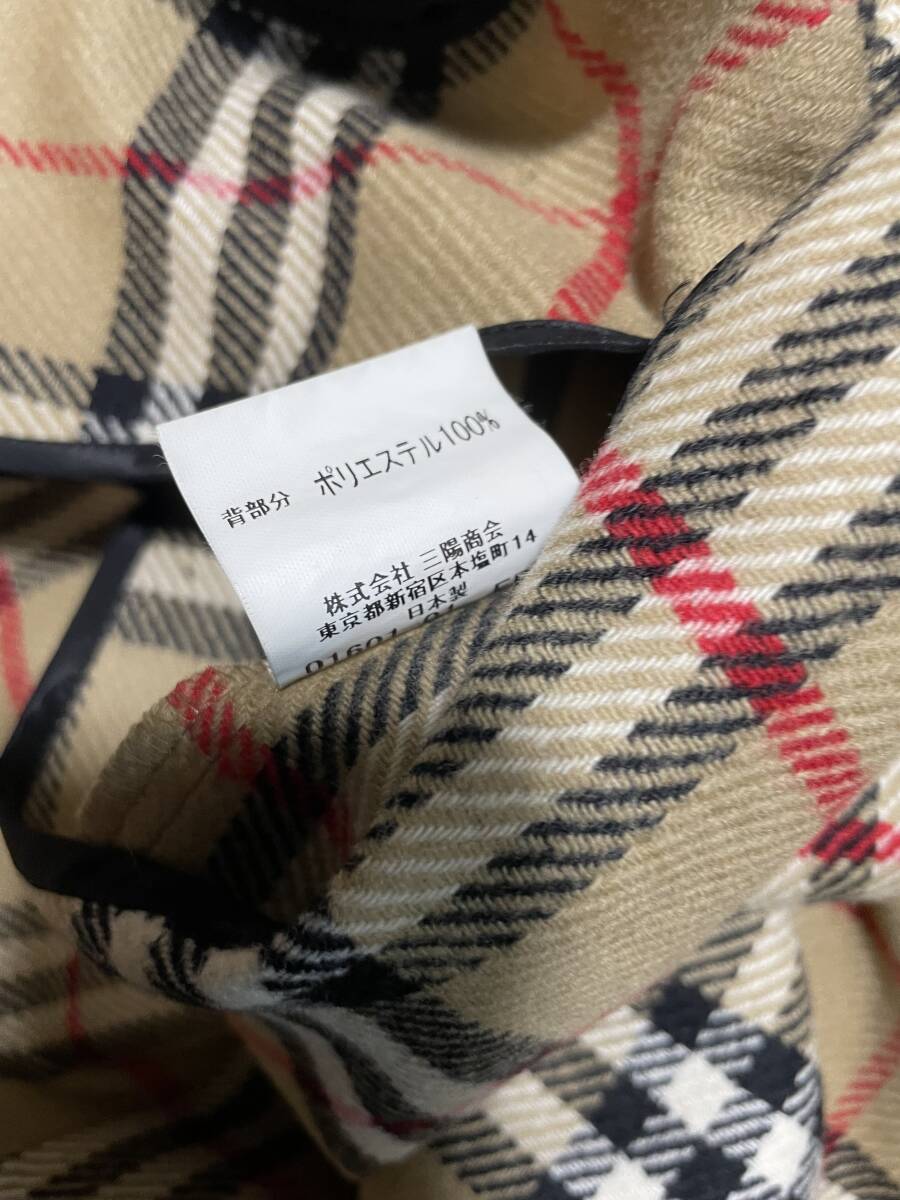 背部分 ポリエステル100%
株式会社 三陽商会
東京都新宿区本塩町14
日本製
01601